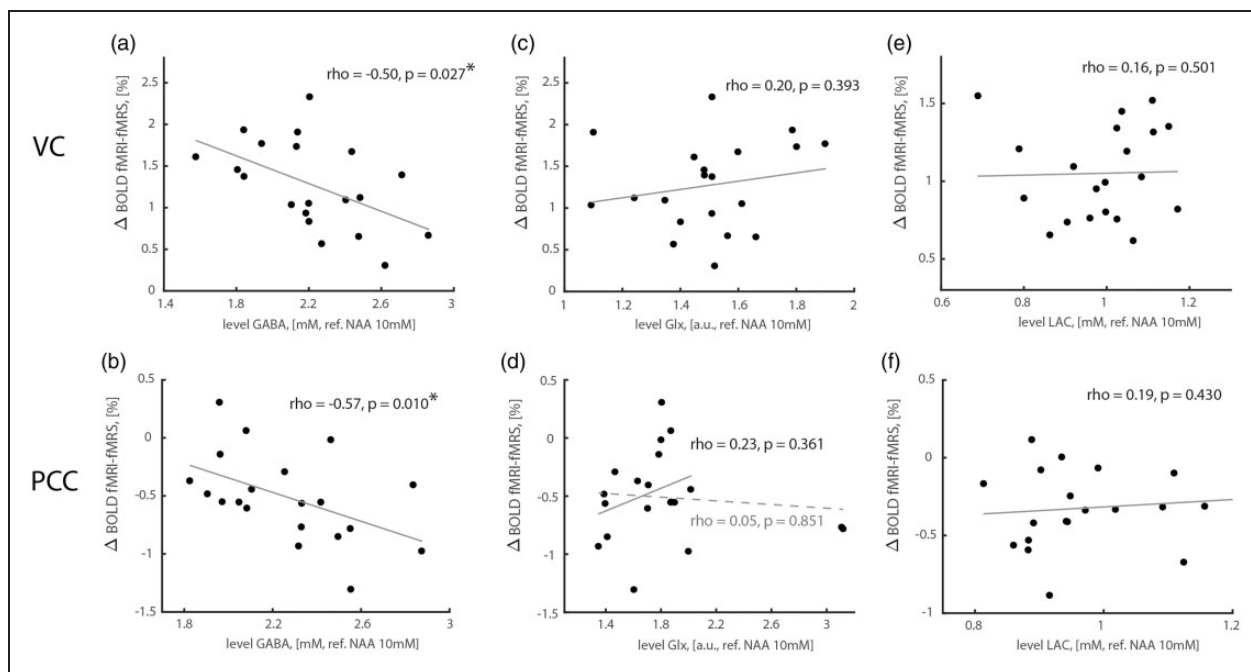 VC
(a)
rho = -0.50, p = 0.027*
Δ BOLD fMRI-fMRS, [%]
2.5
2
1.5
1
0.5
0
1.4
1.8
2.2
2.6
3
level GABA, [mM, ref. NAA 10mM]
(c)
rho = 0.20, p = 0.393
Δ BOLD fMRI-fMRS, [%]
2.5
2
1.5
1
0.5
0
1
1.4
1.6
1.8
2
level Glx, [a.u., ref. NAA 10mM]
(e)
rho = 0.16, p = 0.501
Δ BOLD fMRI-fMRS, [%]
1.5
1
0.5
0.6
0.8
1
1.2
level LAC, [mM, ref. NAA 10mM]
PCC
(b)
rho = -0.57, p = 0.010*
Δ BOLD fMRI-fMRS, [%]
0.5
0
-0.5
-1
-1.5
1.8
2.2
2.6
3
level GABA, [mM, ref. NAA 10mM]
(d)
rho = 0.23, p = 0.361
rho = 0.05, p = 0.851
Δ BOLD fMRI-fMRS, [%]
0.5
0
-0.5
-1
-1.5
1.4
1.8
2.3
2.7
3.1
level Glx, [a.u., ref. NAA 10mM]
(f)
rho = 0.19, p = 0.430
Δ BOLD fMRI-fMRS, [%]
0.5
0
-0.5
-1
0.8
1
1.2
level LAC, [mM, ref. NAA 10mM]